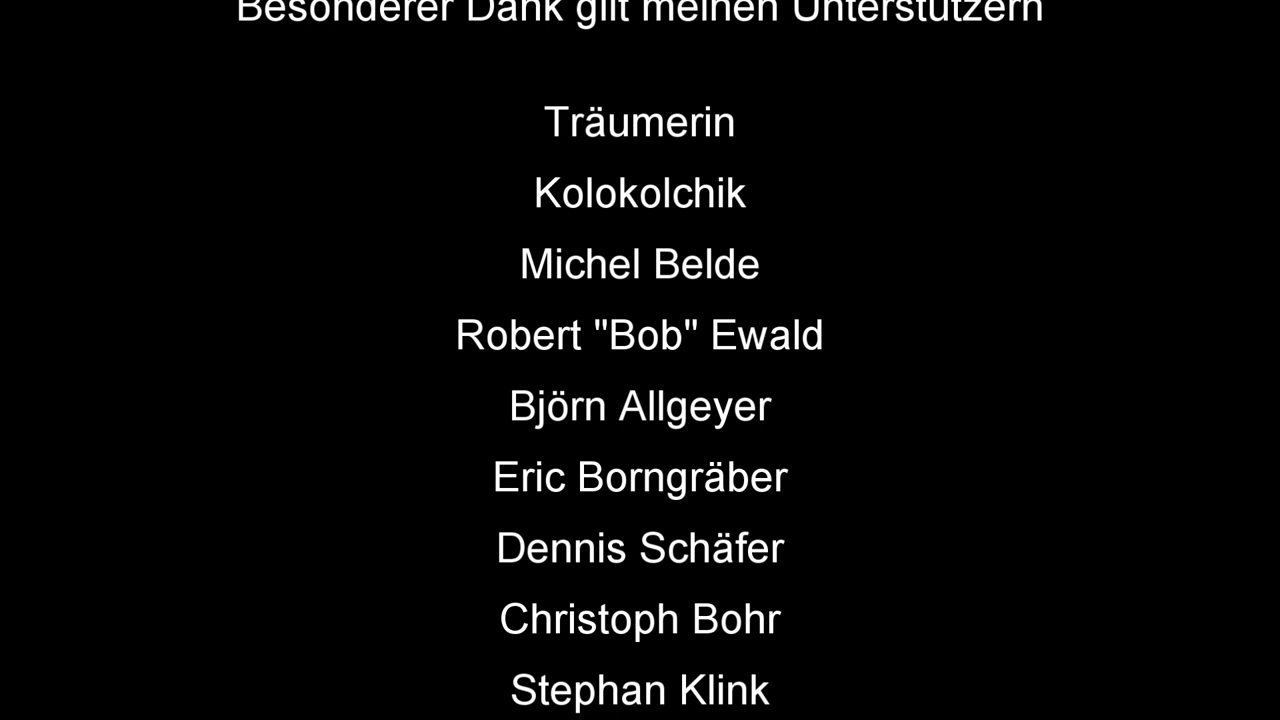 Besonderer Dank gilt meinen Unterstützern
Träumerin
Kolokolchik
Michel Belde
Robert "Bob" Ewald
Björn Allgeyer
Eric Borngräber
Dennis Schäfer
Christoph Bohr
Stephan Klink